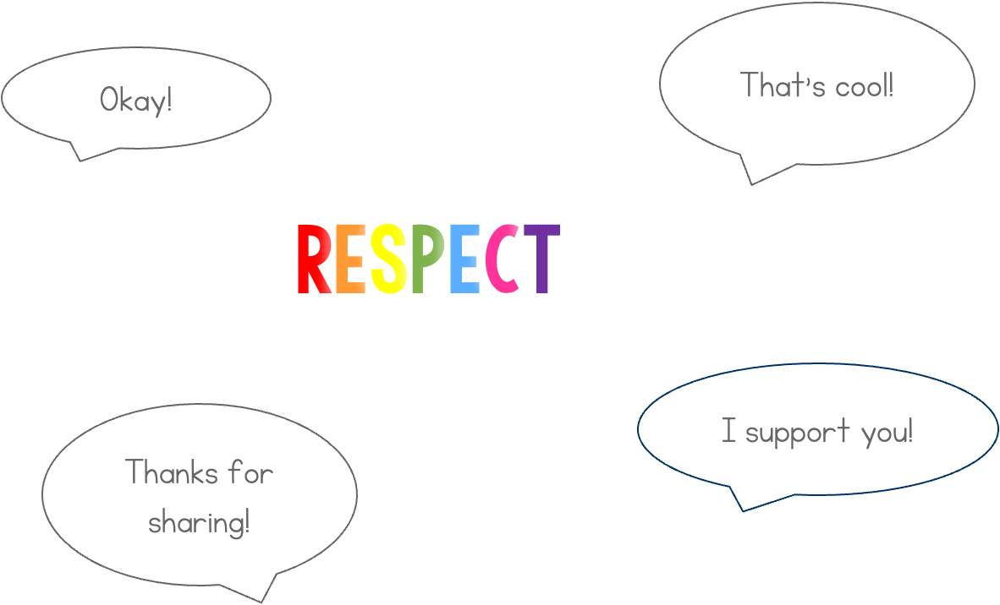 Okay!
That's cool!
RESPECT
I support you!
Thanks for
sharing!